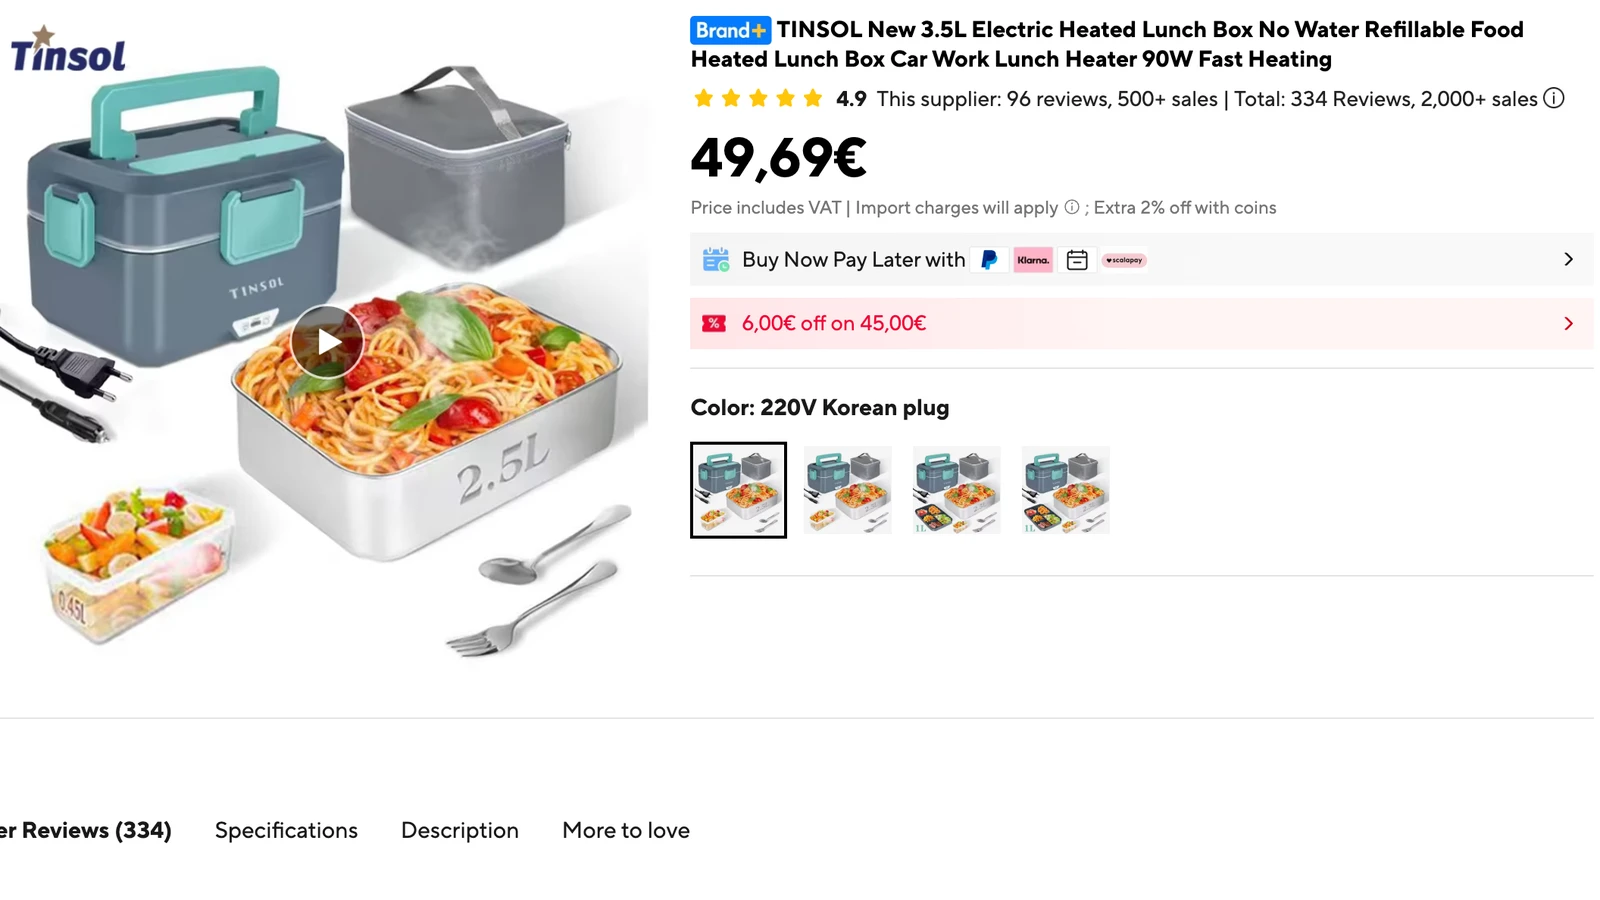 Tinsol
TINSOL
2.5L
0.45L
Brand+ TINSOL New 3.5L Electric Heated Lunch Box No Water Refillable Food
Heated Lunch Box Car Work Lunch Heater 90W Fast Heating
4.9 This supplier: 96 reviews, 500+ sales | Total: 334 Reviews, 2,000+ sales
49,69€
Price includes VAT | Import charges will apply ; Extra 2% off with coins
Buy Now Pay Later with Klarna. scalapay
% 6,00€ off on 45,00€
Color: 220V Korean plug
1L
1L
er Reviews (334) Specifications Description More to love